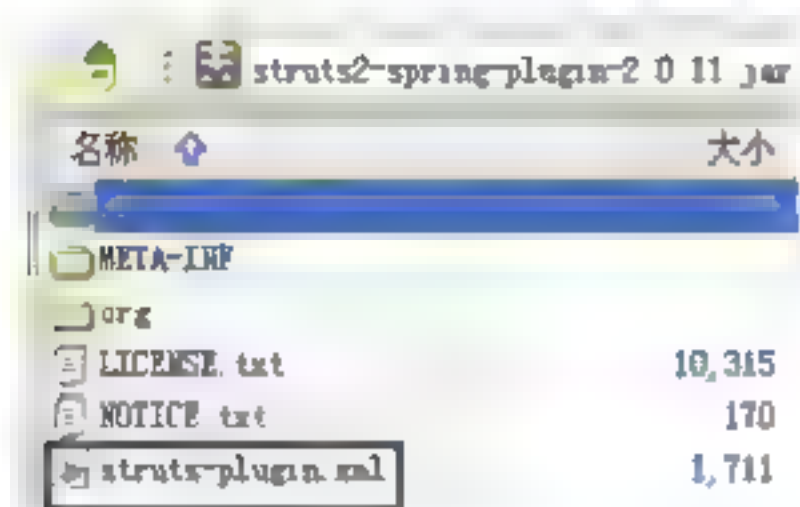 struts2-spring-plugin-2.0.11.jar
名称 大小
META-INF
org
LICENSE.txt 10,315
NOTICE.txt 170
struts-plugin.xml 1,711